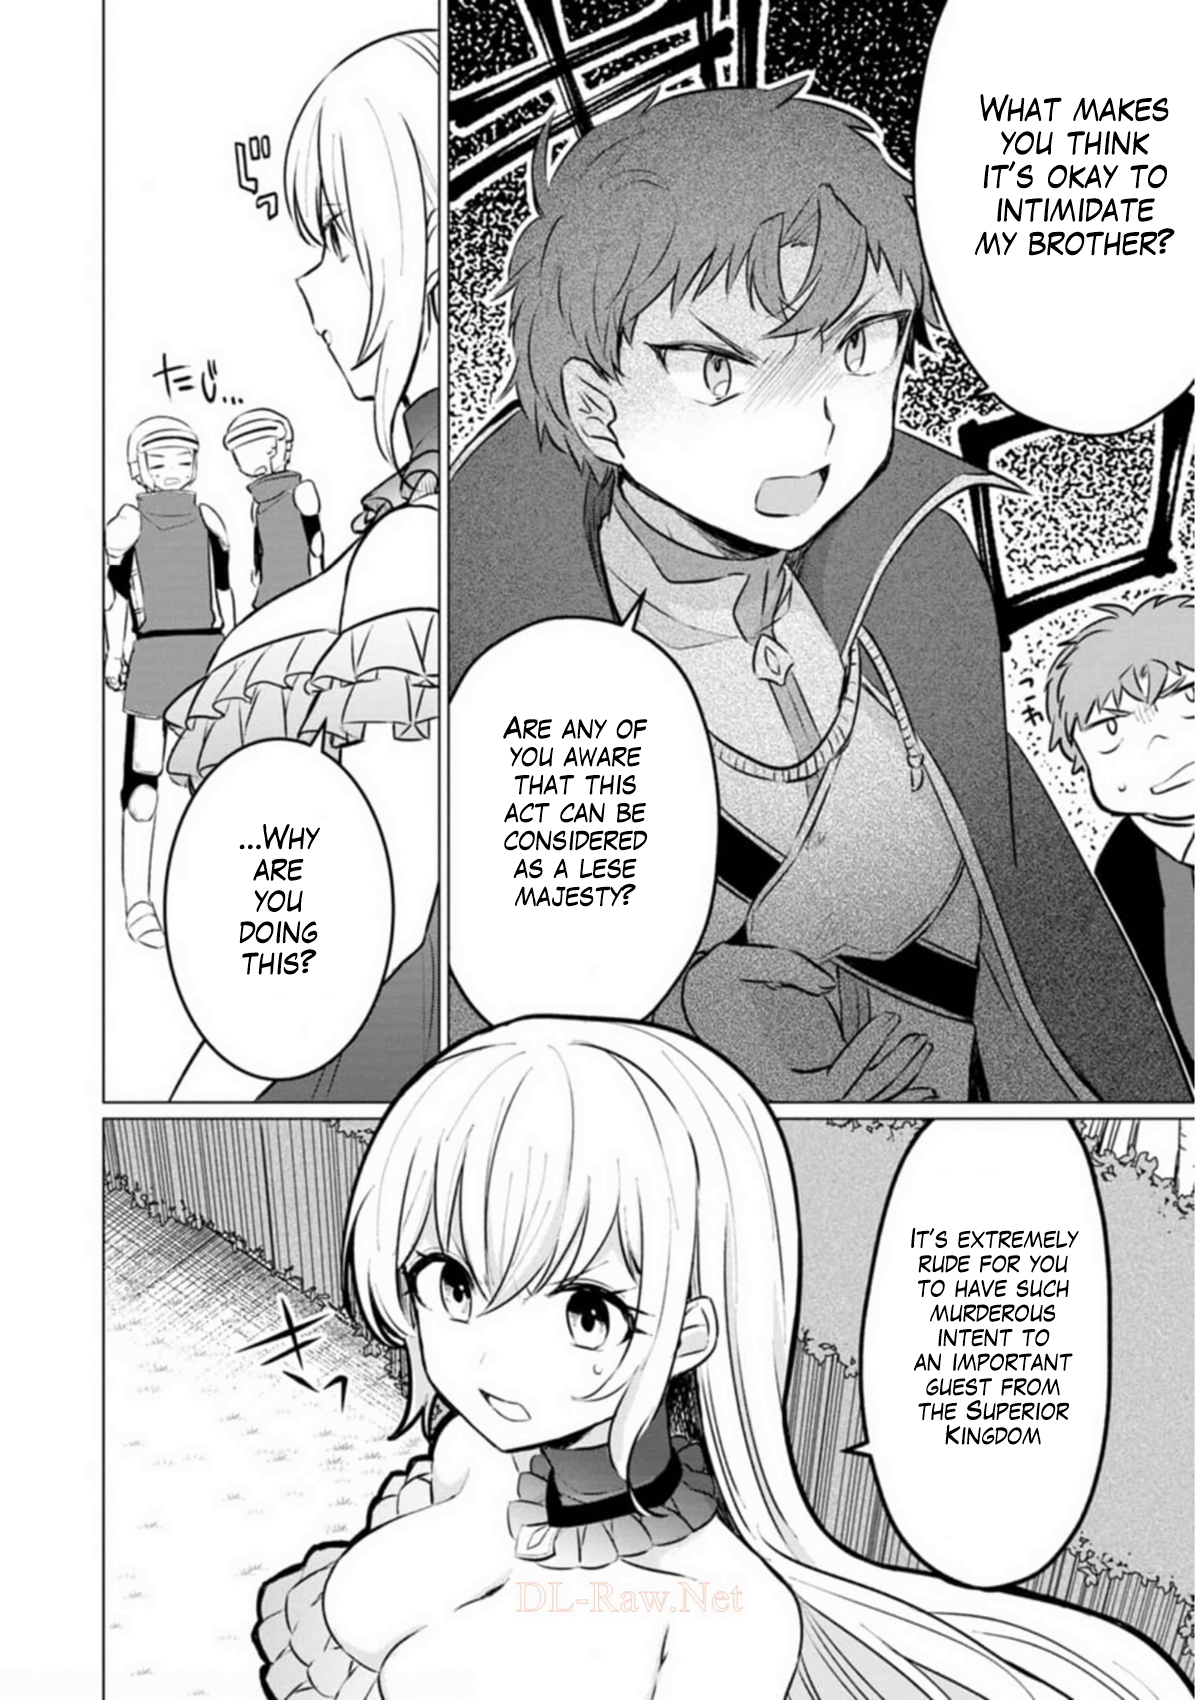 WHAT MAKES
YOU THINK
IT'S OKAY TO
INTIMIDATE
MY BROTHER?
ARE ANY OF
YOU AWARE
THAT THIS
ACT CAN BE
CONSIDERED
AS A LESE
MAJESTY?
たじ...
...WHY
ARE
YOU
DOING
THIS?
IT'S EXTREMELY
RUDE FOR YOU
TO HAVE SUCH
MURDEROUS
INTENT TO
AN IMPORTANT
GUEST FROM
THE SUPERIOR
KINGDOM
DL-Raw.Net